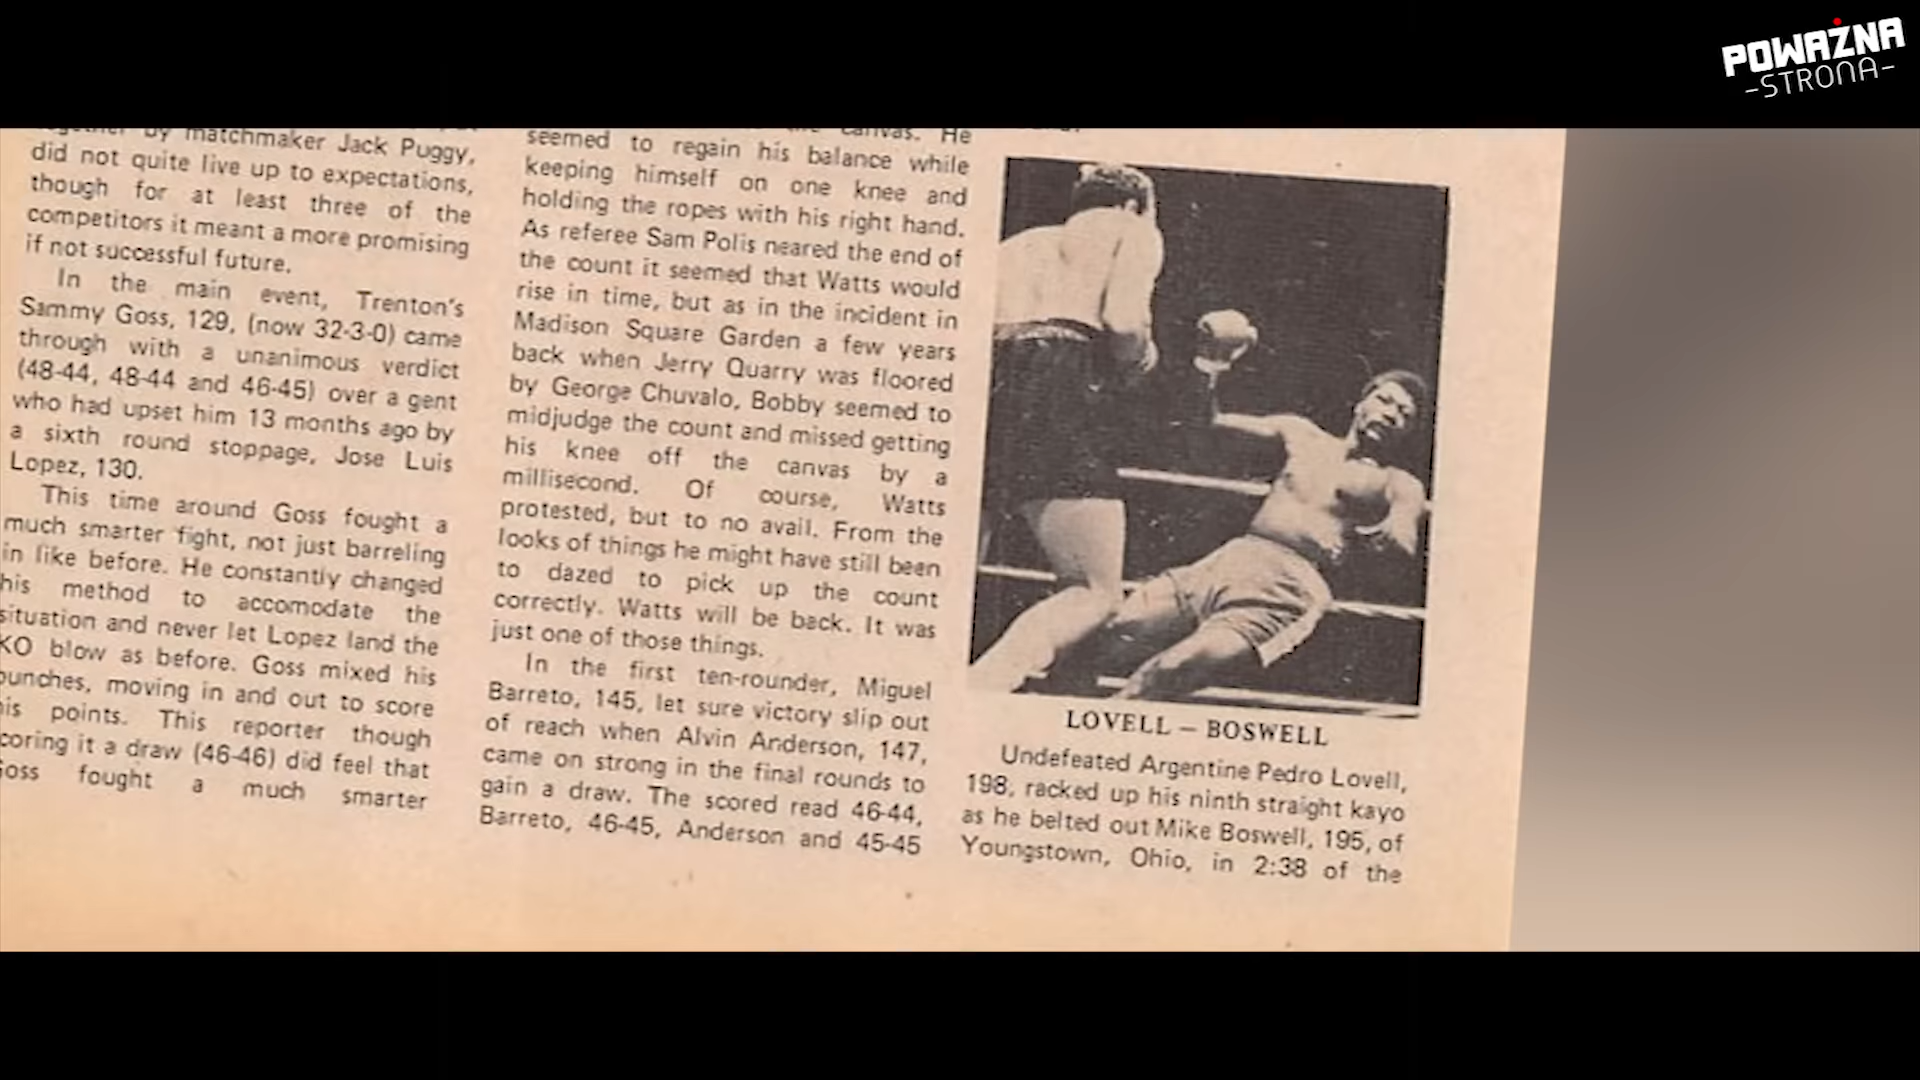 POWAŻNA
-STRONA-
together by matchmaker Jack Puggy,
did not quite live up to expectations,
though for at least three of the
competitors it meant a more promising
if not successful future.
In the main event, Trenton's
Sammy Goss, 129, (now 32-3-0) came
through with a unanimous verdict
(48-44, 48-44 and 46-45) over a gent
who had upset him 13 months ago by
a sixth round stoppage, Jose Luis
Lopez, 130.
This time around Goss fought a
much smarter fight, not just barreling
in like before. He constantly changed
his method to accomodate the
situation and never let Lopez land the
KO blow as before. Goss mixed his
punches, moving in and out to score
his points. This reporter though
scoring it a draw (46-46) did feel that
Goss fought a much smarter
canvas. He
seemed to regain his balance while
keeping himself on one knee and
holding the ropes with his right hand.
As referee Sam Polis neared the end of
the count it seemed that Watts would
rise in time, but as in the incident in
Madison Square Garden a few years
back when Jerry Quarry was floored
by George Chuvalo, Bobby seemed to
midjudge the count and missed getting
his knee off the canvas by a
millisecond. Of course, Watts
protested, but to no avail. From the
looks of things he might have still been
to dazed to pick up the count
correctly. Watts will be back. It was
just one of those things.
In the first ten-rounder, Miguel
Barreto, 145, let sure victory slip out
of reach when Alvin Anderson, 147,
came on strong in the final rounds to
gain a draw. The scored read 46-44,
Barreto, 46-45, Anderson and 45-45
LOVELL – BOSWELL
Undefeated Argentine Pedro Lovell,
198, racked up his ninth straight kayo
as he belted out Mike Boswell, 195, of
Youngstown, Ohio, in 2:38 of the